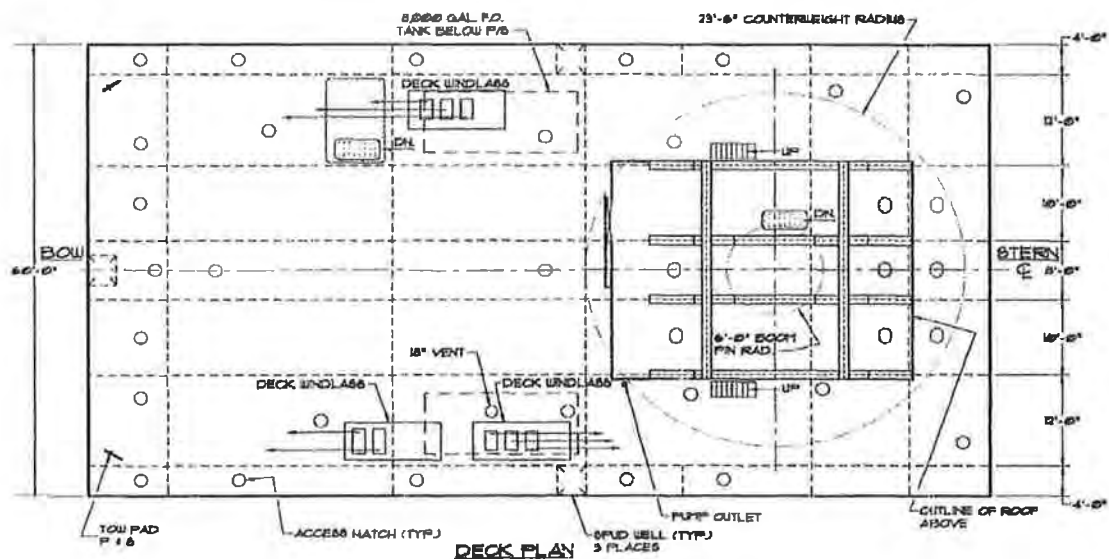 8,000 GAL. F.O.
TANK BELOW P/S
23'-6" COUNTERWEIGHT RADIUS
4'-0"
DECK WINDLASS
DN.
UP
12'-0"
10'-0"
DN.
BOW
60'-0"
STERN
℄
8'-0"
6'-0" BOOM
PIN RAD.
10'-0"
18" VENT
DECK WINDLASS
DECK WINDLASS
UP
12'-0"
4'-0"
TOW PAD
P & S
ACCESS HATCH (TYP.)
SPUD WELL (TYP.)
3 PLACES
PUMP OUTLET
OUTLINE OF ROOF
ABOVE
DECK PLAN